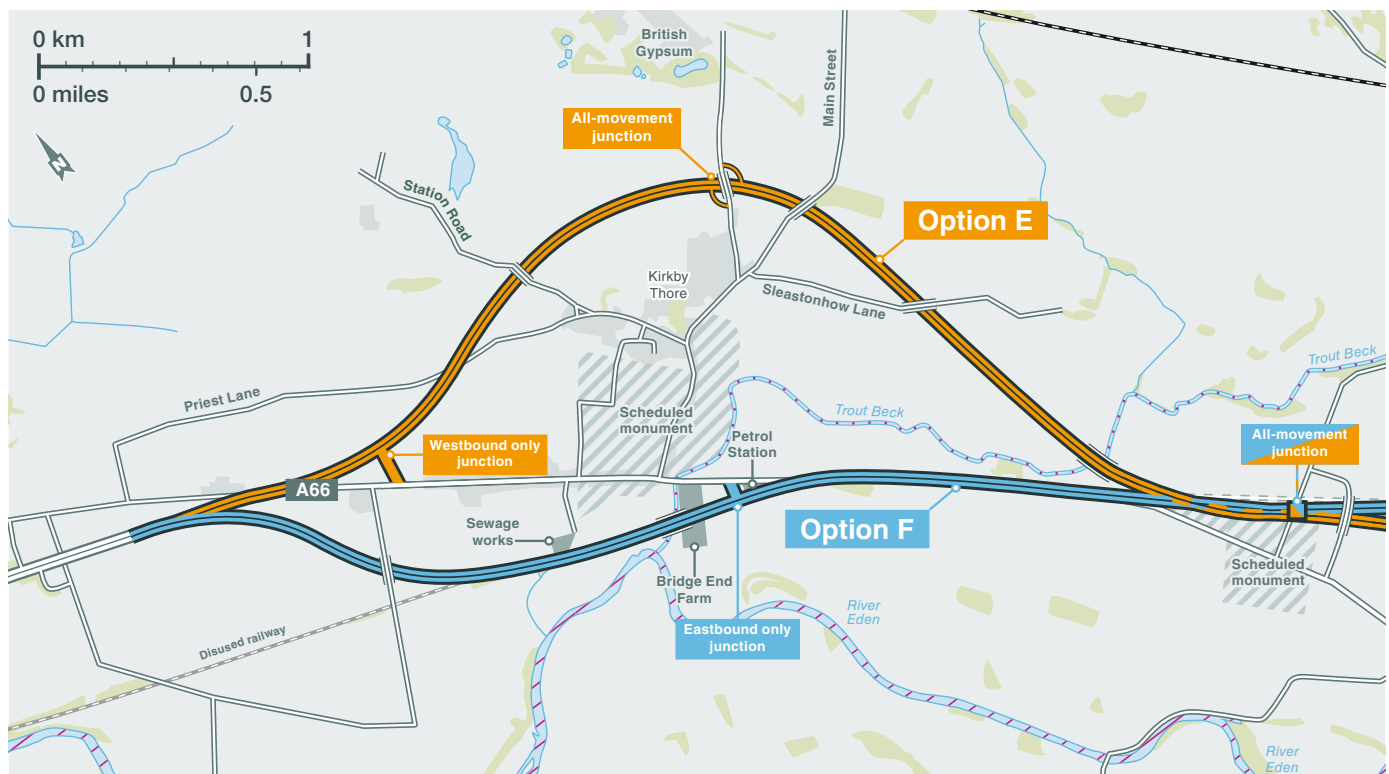 0 km 1
0 miles 0.5
N
British
Gypsum
Main Street
All-movement
junction
Station Road
Option E
Kirkby
Thore
Sleastonhow Lane
Trout Beck
Priest Lane
Scheduled
monument
Trout Beck
Westbound only
junction
Petrol
Station
All-movement
junction
A66
Sewage
works
Option F
Bridge End
Farm
Scheduled
monument
River
Eden
Eastbound only
junction
Disused railway
River
Eden